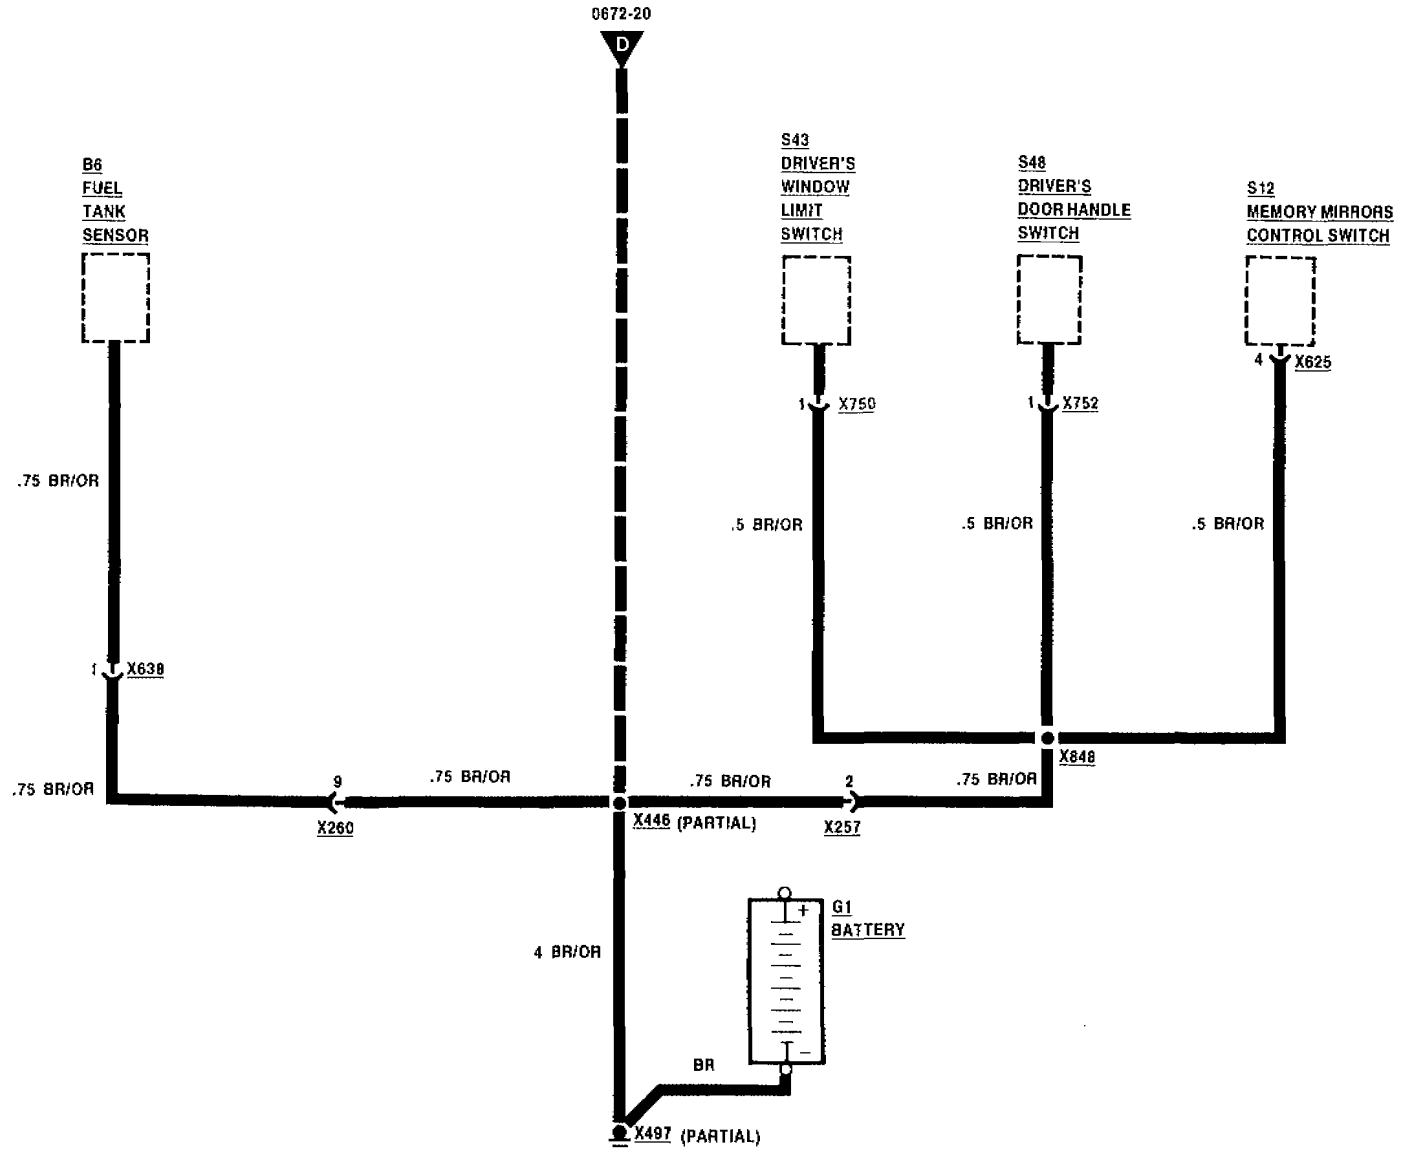 0672-20
D
B6
FUEL
TANK
SENSOR
S43
DRIVER'S
WINDOW
LIMIT
SWITCH
S48
DRIVER'S
DOOR HANDLE
SWITCH
S12
MEMORY MIRRORS
CONTROL SWITCH
4 X625
1 X750
1 X752
.75 BR/OR
.5 BR/OR
.5 BR/OR
.5 BR/OR
1 X638
X848
.75 BR/OR
9
.75 BR/OR
.75 BR/OR
2
.75 BR/OR
X260
X446 (PARTIAL)
X257
G1
BATTERY
+
−
4 BR/OR
BR
X497 (PARTIAL)